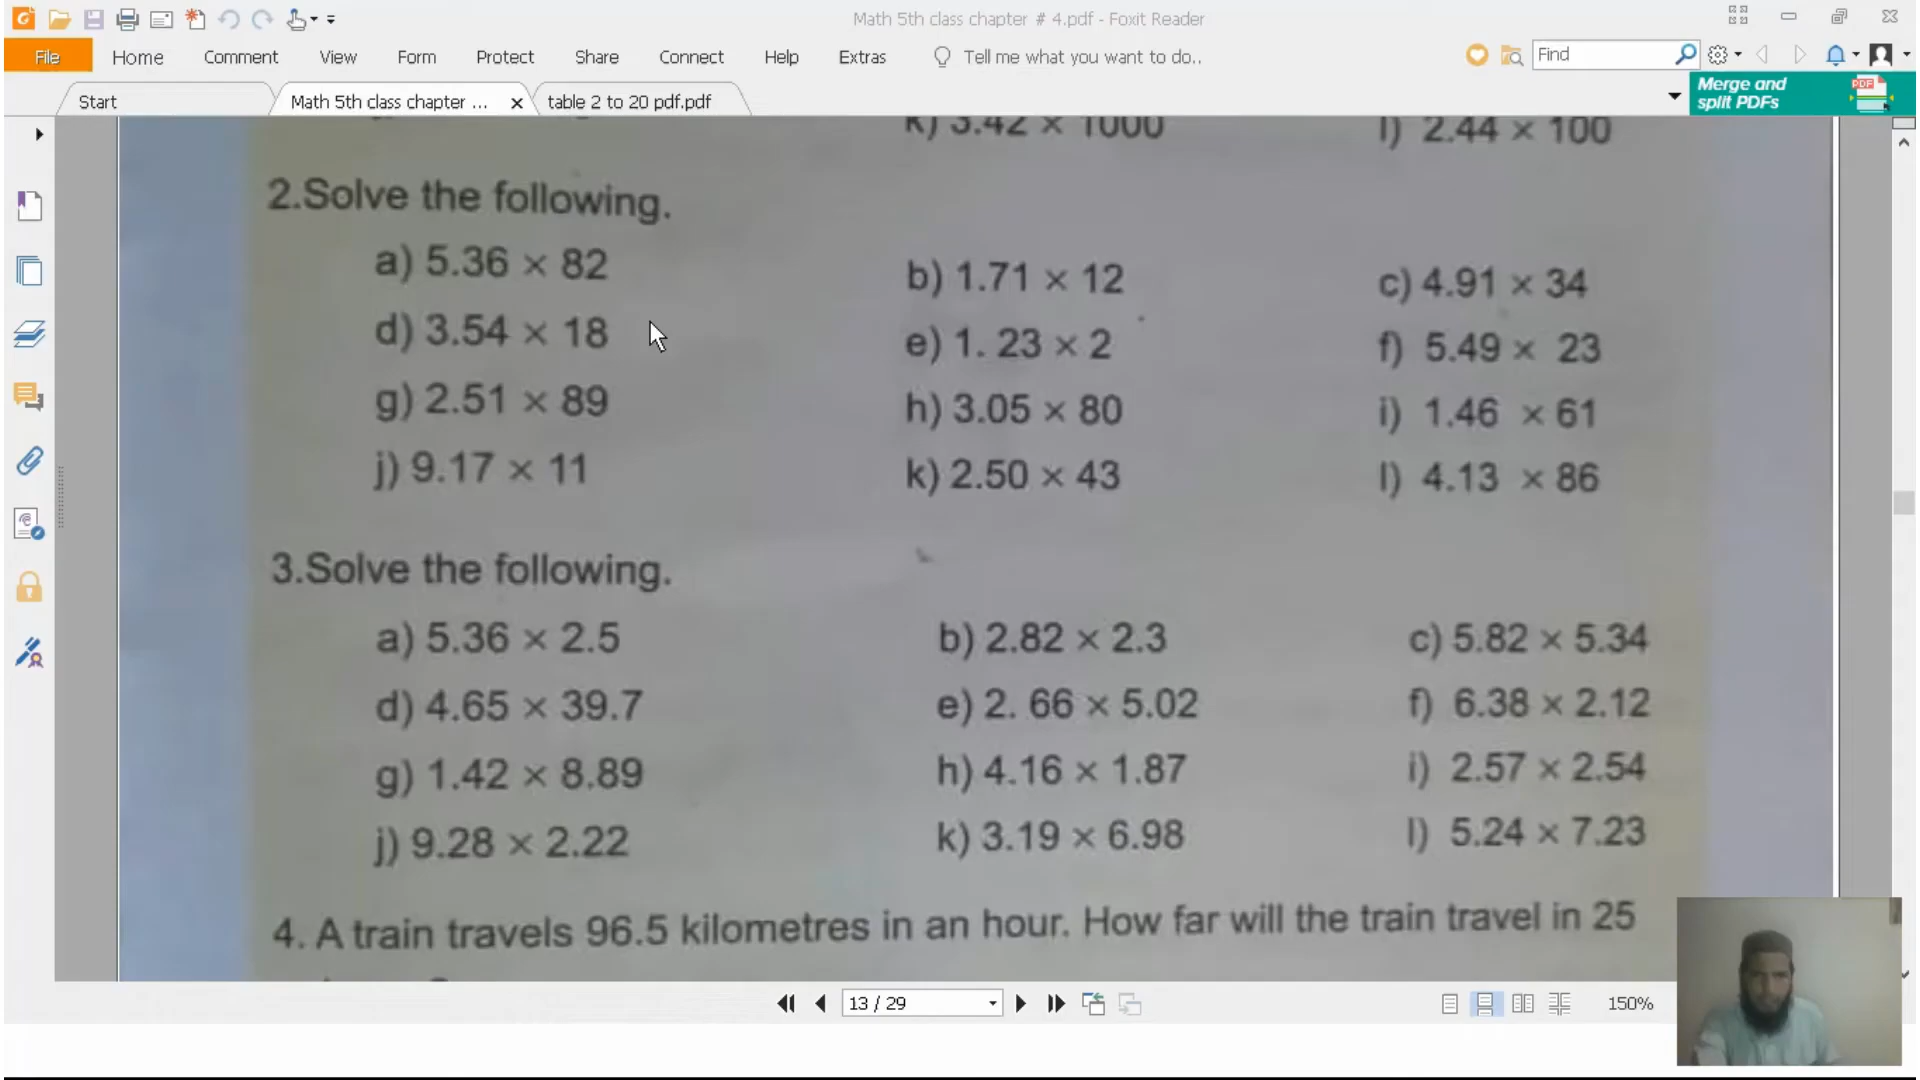 Math 5th class chapter # 4.pdf - Foxit Reader
File Home Comment View Form Protect Share Connect Help Extras Tell me what you want to do.. Find
Start Math 5th class chapter ... table 2 to 20 pdf.pdf
Merge and split PDFs
PDF
k) 3.42 × 1000 l) 2.44 × 100
2.Solve the following.
a) 5.36 × 82 b) 1.71 × 12 c) 4.91 × 34
d) 3.54 × 18 e) 1. 23 × 2 f) 5.49 × 23
g) 2.51 × 89 h) 3.05 × 80 i) 1.46 × 61
j) 9.17 × 11 k) 2.50 × 43 l) 4.13 × 86
3.Solve the following.
a) 5.36 × 2.5 b) 2.82 × 2.3 c) 5.82 × 5.34
d) 4.65 × 39.7 e) 2. 66 × 5.02 f) 6.38 × 2.12
g) 1.42 × 8.89 h) 4.16 × 1.87 i) 2.57 × 2.54
j) 9.28 × 2.22 k) 3.19 × 6.98 l) 5.24 × 7.23
4. A train travels 96.5 kilometres in an hour. How far will the train travel in 25
13 / 29 150%